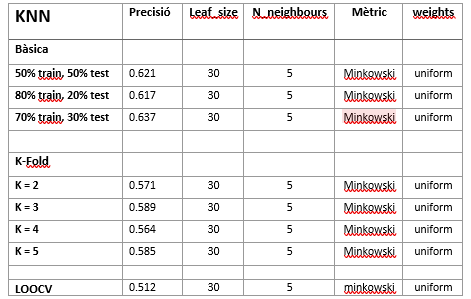 KNN Precisió Leaf_size N_neighbours Mètric weights
Bàsica
50% train, 50% test 0.621 30 5 Minkowski uniform
80% train, 20% test 0.617 30 5 Minkowski uniform
70% train, 30% test 0.637 30 5 Minkowski uniform
K-Fold
K = 2 0.571 30 5 Minkowski uniform
K = 3 0.589 30 5 Minkowski uniform
K = 4 0.564 30 5 Minkowski uniform
K = 5 0.585 30 5 Minkowski uniform
LOOCV 0.512 30 5 minkowski uniform